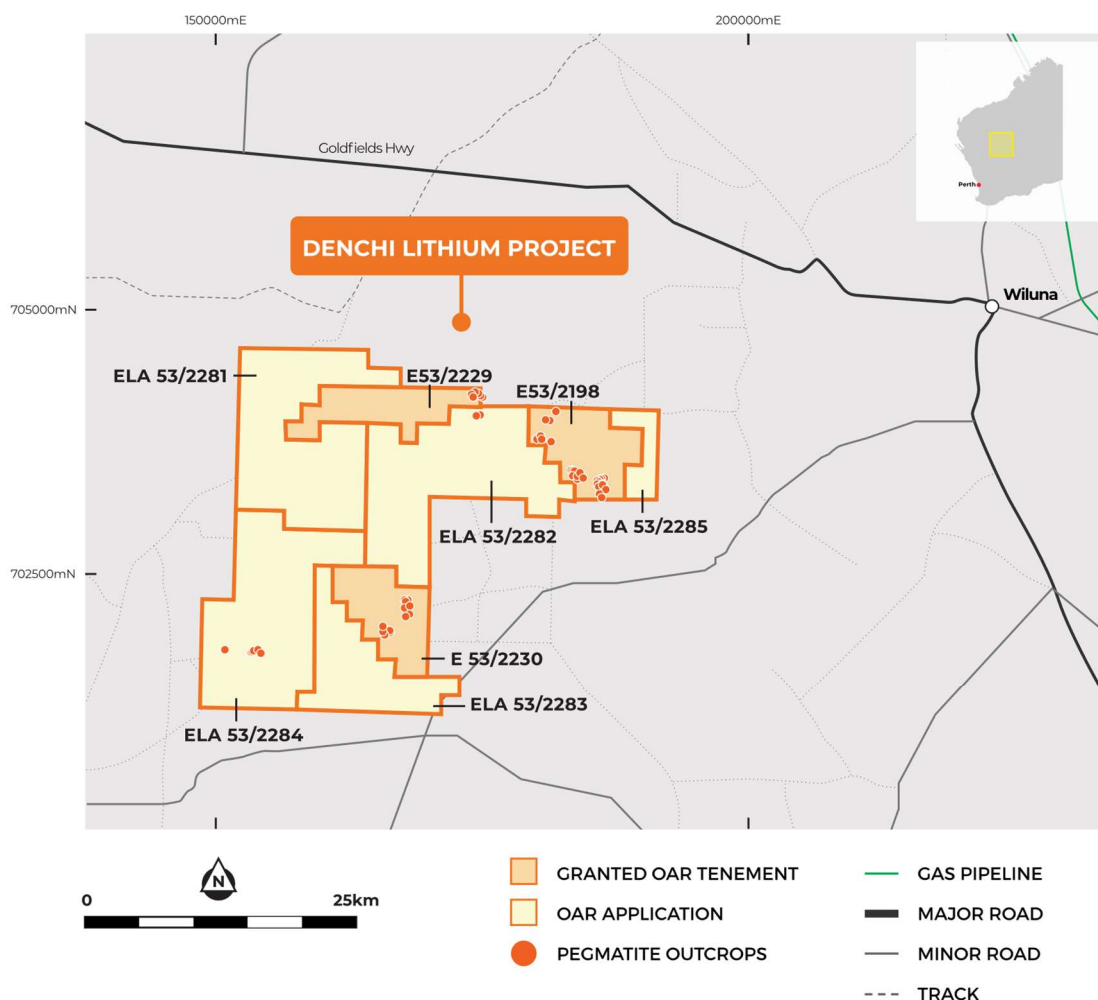 150000mE
200000mE
Goldfields Hwy
Perth
DENCHI LITHIUM PROJECT
705000mN
Wiluna
ELA 53/2281
E53/2229
E53/2198
ELA 53/2282
ELA 53/2285
702500mN
E 53/2230
ELA 53/2283
ELA 53/2284
N
0
25km
GRANTED OAR TENEMENT
OAR APPLICATION
PEGMATITE OUTCROPS
GAS PIPELINE
MAJOR ROAD
MINOR ROAD
TRACK